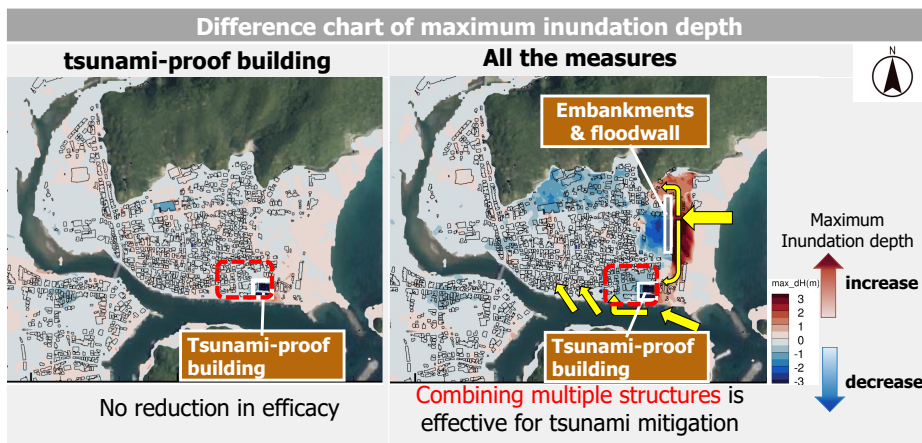 Difference chart of maximum inundation depth
tsunami-proof building
All the measures
N
Embankments
& floodwall
Tsunami-proof
building
Tsunami-proof
building
Maximum
Inundation depth
max_dH(m)
3
2
1
0
-1
-2
-3
increase
decrease
No reduction in efficacy
Combining multiple structures is
effective for tsunami mitigation